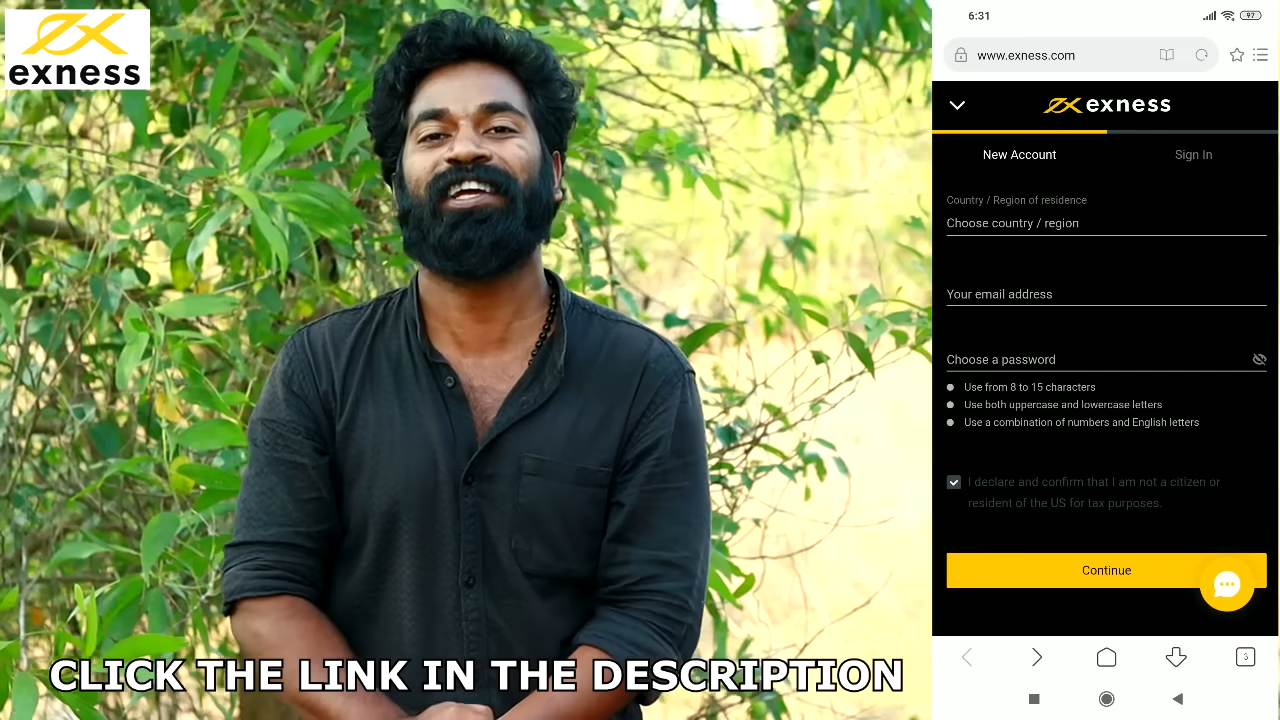 exness
CLICK THE LINK IN THE DESCRIPTION
6:31
97
www.exness.com
exness
New Account
Sign In
Country / Region of residence
Choose country / region
Your email address
Choose a password
Use from 8 to 15 characters
Use both uppercase and lowercase letters
Use a combination of numbers and English letters
I declare and confirm that I am not a citizen or
resident of the US for tax purposes.
Continue